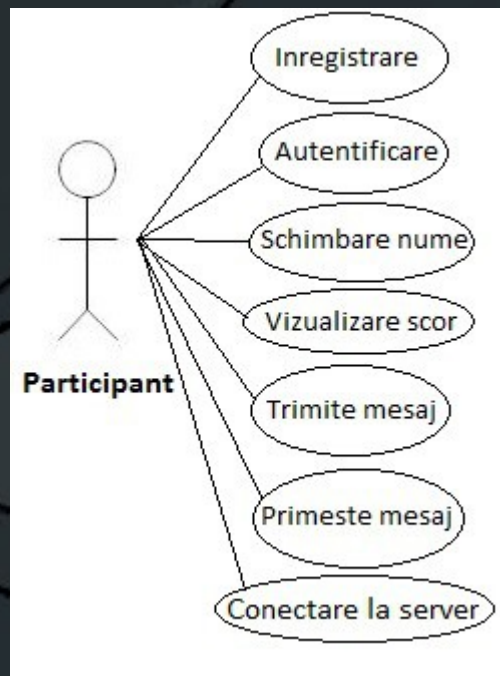 Inregistrare
Autentificare
Schimbare nume
Vizualizare scor
Participant
Trimite mesaj
Primeste mesaj
Conectare la server